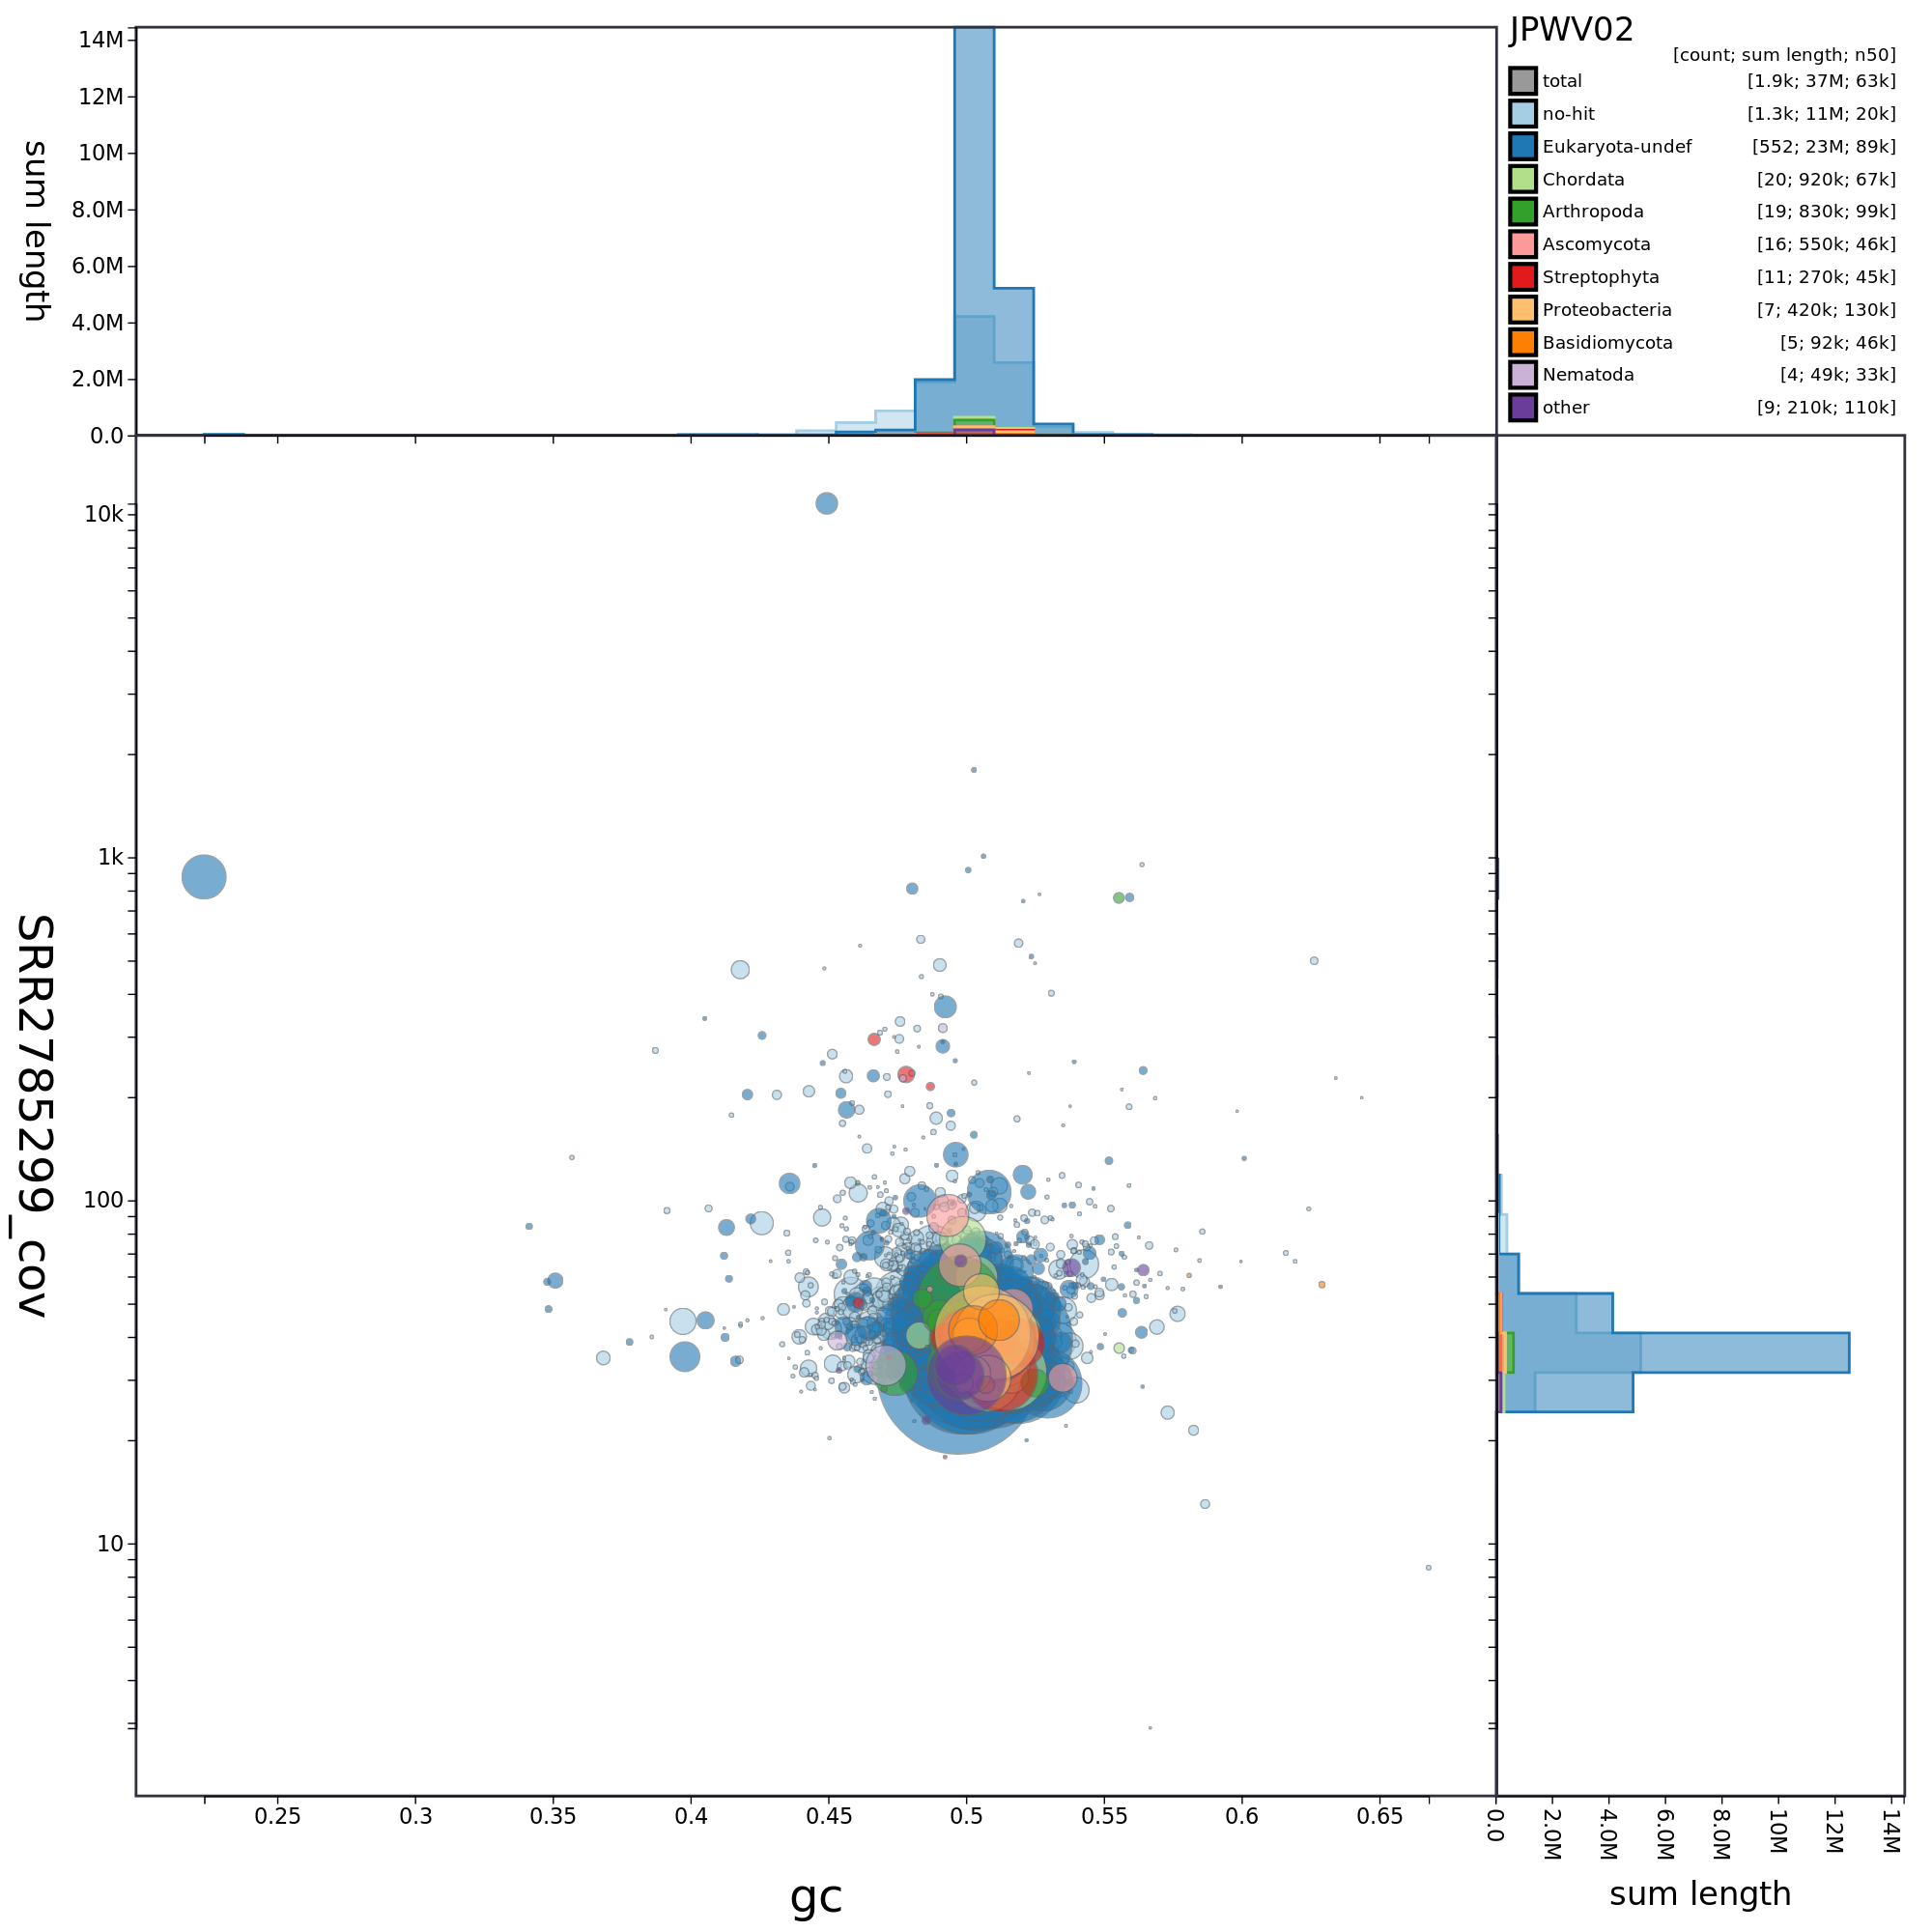 JPWV02
[count; sum length; n50]
total [1.9k; 37M; 63k]
no-hit [1.3k; 11M; 20k]
Eukaryota-undef [552; 23M; 89k]
Chordata [20; 920k; 67k]
Arthropoda [19; 830k; 99k]
Ascomycota [16; 550k; 46k]
Streptophyta [11; 270k; 45k]
Proteobacteria [7; 420k; 130k]
Basidiomycota [5; 92k; 46k]
Nematoda [4; 49k; 33k]
other [9; 210k; 110k]
sum length
14M
12M
10M
8.0M
6.0M
4.0M
2.0M
0.0
SRR2785299_cov
10k
1k
100
10
0.25 0.3 0.35 0.4 0.45 0.5 0.55 0.6 0.65
gc
0.0 2.0M 4.0M 6.0M 8.0M 10M 12M 14M
sum length